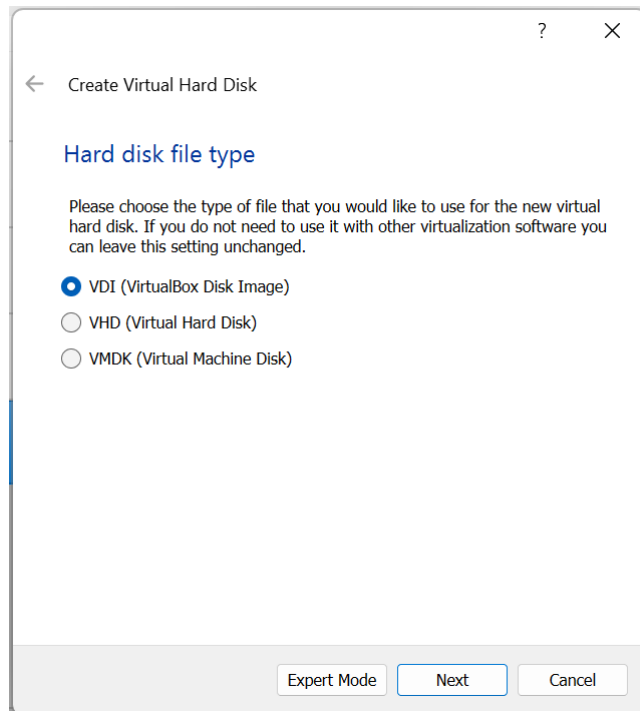 ?
Create Virtual Hard Disk
Hard disk file type
Please choose the type of file that you would like to use for the new virtual
hard disk. If you do not need to use it with other virtualization software you
can leave this setting unchanged.
VDI (VirtualBox Disk Image)
VHD (Virtual Hard Disk)
VMDK (Virtual Machine Disk)
Expert Mode Next Cancel